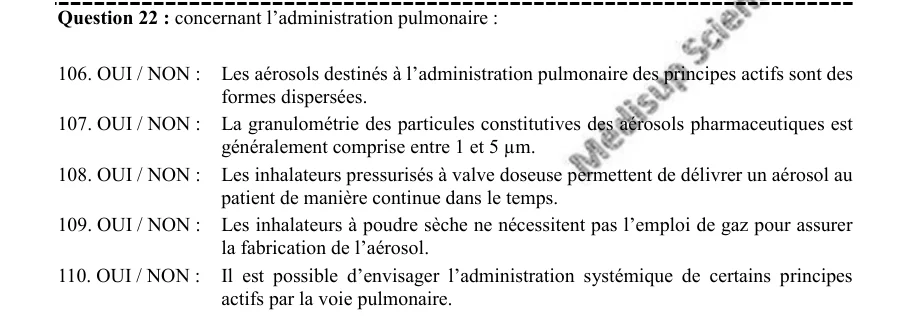 Question 22 : concernant l'administration pulmonaire :
106. OUI / NON : Les aérosols destinés à l'administration pulmonaire des principes actifs sont des
formes dispersées.
107. OUI / NON : La granulométrie des particules constitutives des aérosols pharmaceutiques est
généralement comprise entre 1 et 5 µm.
108. OUI / NON : Les inhalateurs pressurisés à valve doseuse permettent de délivrer un aérosol au
patient de manière continue dans le temps.
109. OUI / NON : Les inhalateurs à poudre sèche ne nécessitent pas l'emploi de gaz pour assurer
la fabrication de l'aérosol.
110. OUI / NON : Il est possible d'envisager l'administration systémique de certains principes
actifs par la voie pulmonaire.
Medisup Scien